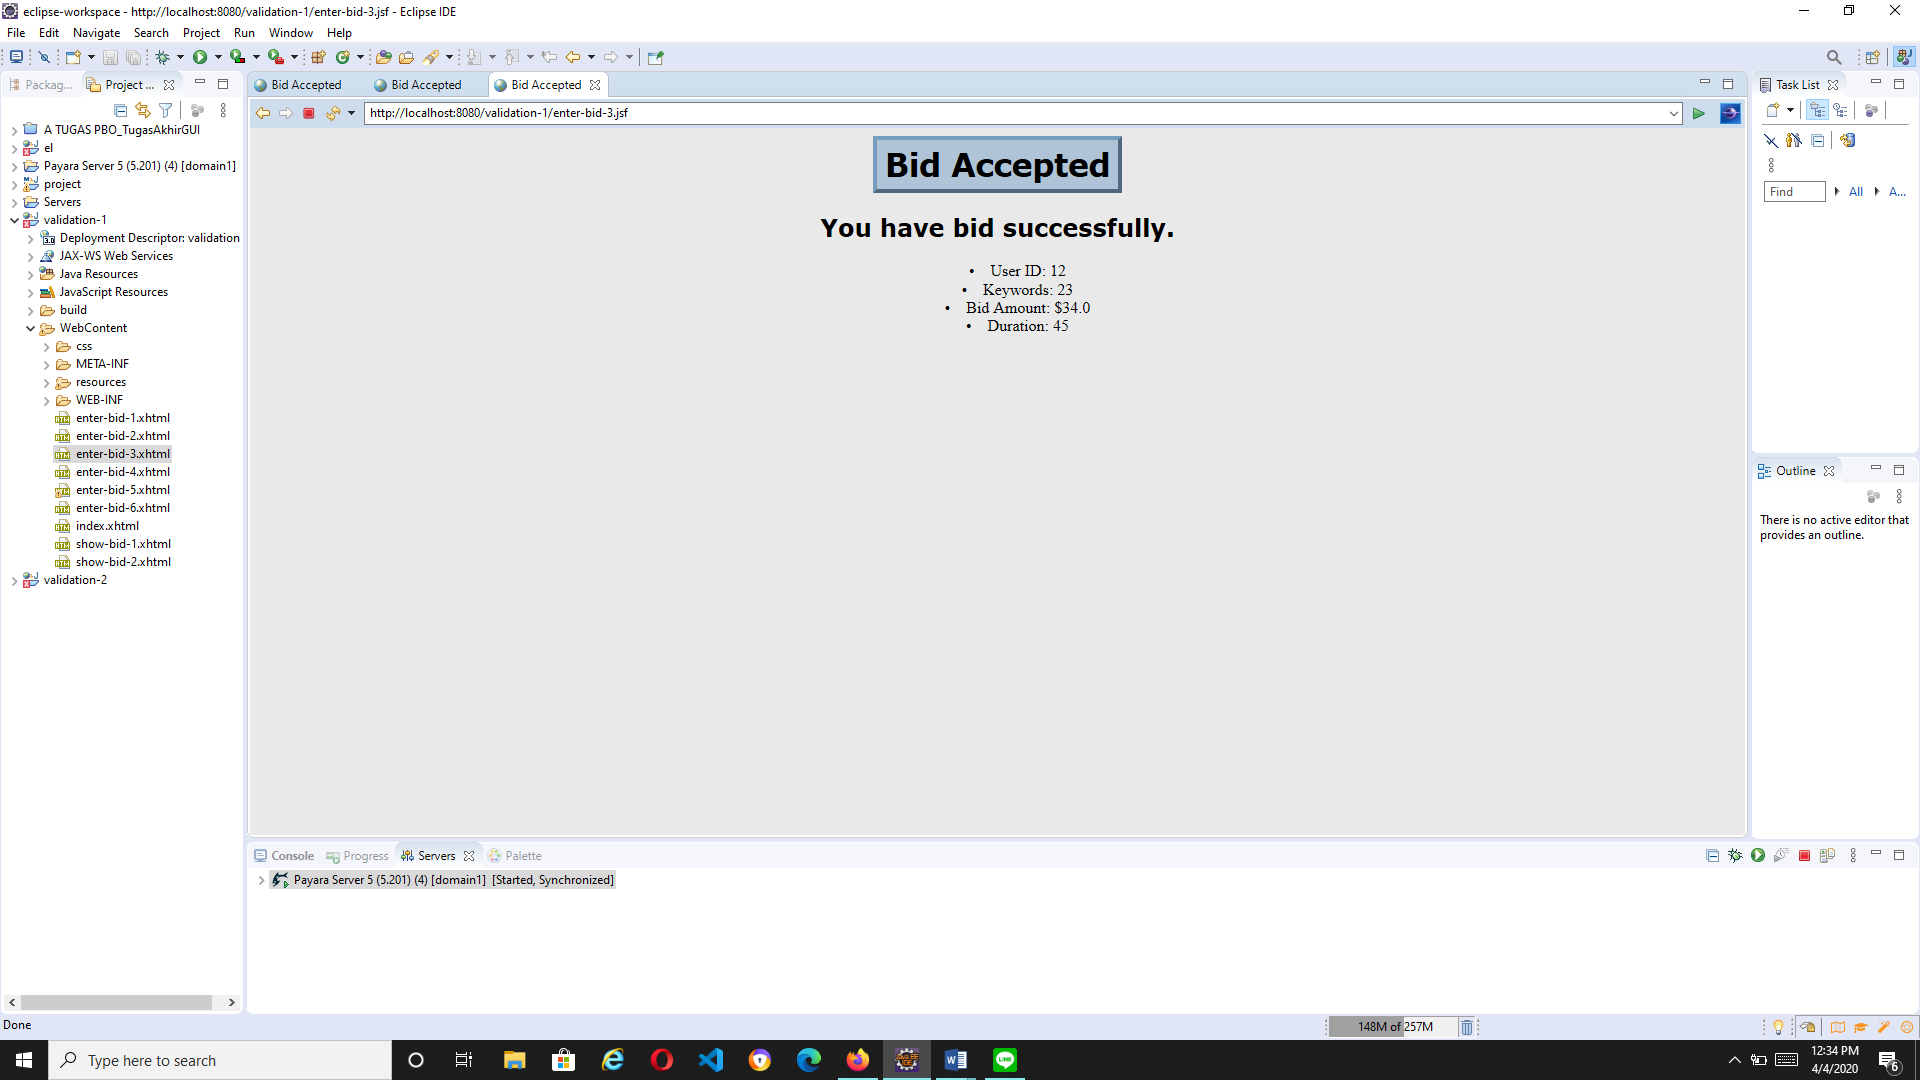 eclipse-workspace - http://localhost:8080/validation-1/enter-bid-3.jsf - Eclipse IDE
File Edit Navigate Search Project Run Window Help
Packag... Project ...
A TUGAS PBO_TugasAkhirGUI
el
Payara Server 5 (5.201) (4) [domain1]
project
Servers
validation-1
Deployment Descriptor: validation
JAX-WS Web Services
Java Resources
JavaScript Resources
build
WebContent
css
META-INF
resources
WEB-INF
enter-bid-1.xhtml
enter-bid-2.xhtml
enter-bid-3.xhtml
enter-bid-4.xhtml
enter-bid-5.xhtml
enter-bid-6.xhtml
index.xhtml
show-bid-1.xhtml
show-bid-2.xhtml
validation-2
Bid Accepted Bid Accepted Bid Accepted
http://localhost:8080/validation-1/enter-bid-3.jsf
Bid Accepted
You have bid successfully.
• User ID: 12
• Keywords: 23
• Bid Amount: $34.0
• Duration: 45
Console Progress Servers Palette
Payara Server 5 (5.201) (4) [domain1] [Started, Synchronized]
Task List
Find All A...
Outline
There is no active editor that
provides an outline.
Done
148M of 257M
Type here to search
12:34 PM
4/4/2020
6